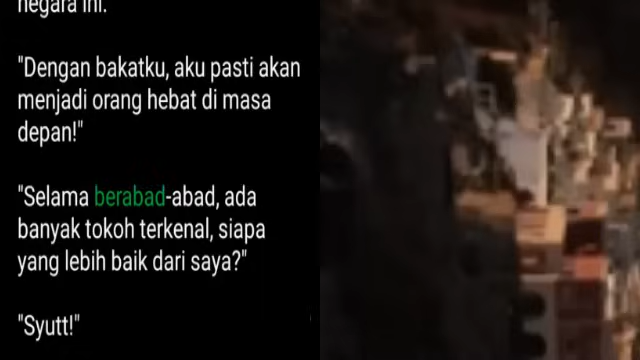 negara ini.
"Dengan bakatku, aku pasti akan
menjadi orang hebat di masa
depan!"
"Selama berabad-abad, ada
banyak tokoh terkenal, siapa
yang lebih baik dari saya?"
"Syutt!"